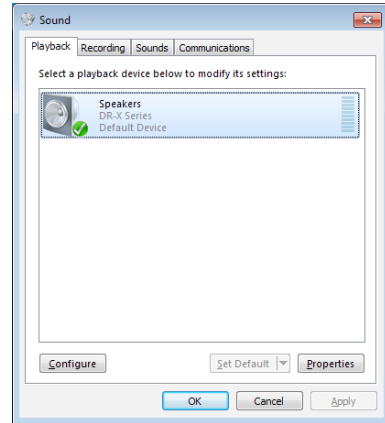 Sound
Playback Recording Sounds Communications
Select a playback device below to modify its settings:
Speakers
DR-X Series
Default Device
Configure Set Default Properties
OK Cancel Apply